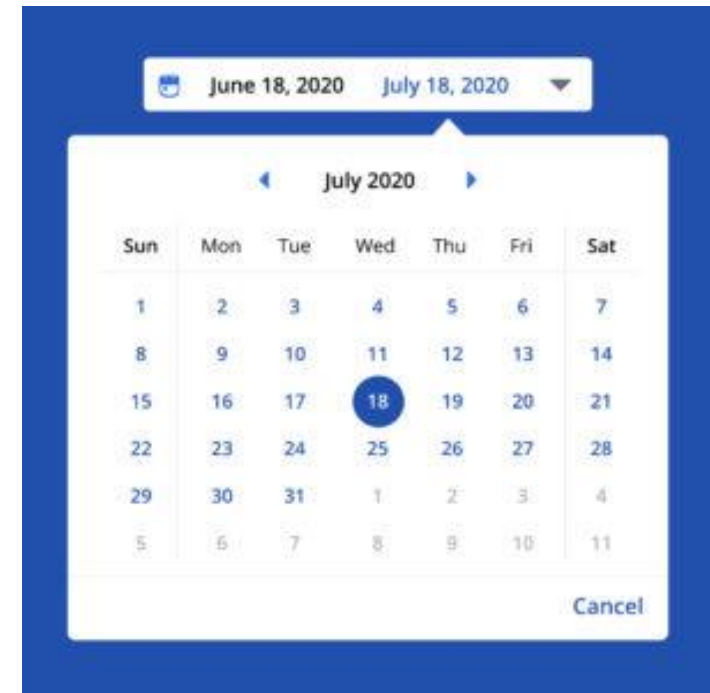 June 18, 2020 July 18, 2020
July 2020
Sun Mon Tue Wed Thu Fri Sat
1 2 3 4 5 6 7
8 9 10 11 12 13 14
15 16 17 18 19 20 21
22 23 24 25 26 27 28
29 30 31 1 2 3 4
5 6 7 8 9 10 11
Cancel